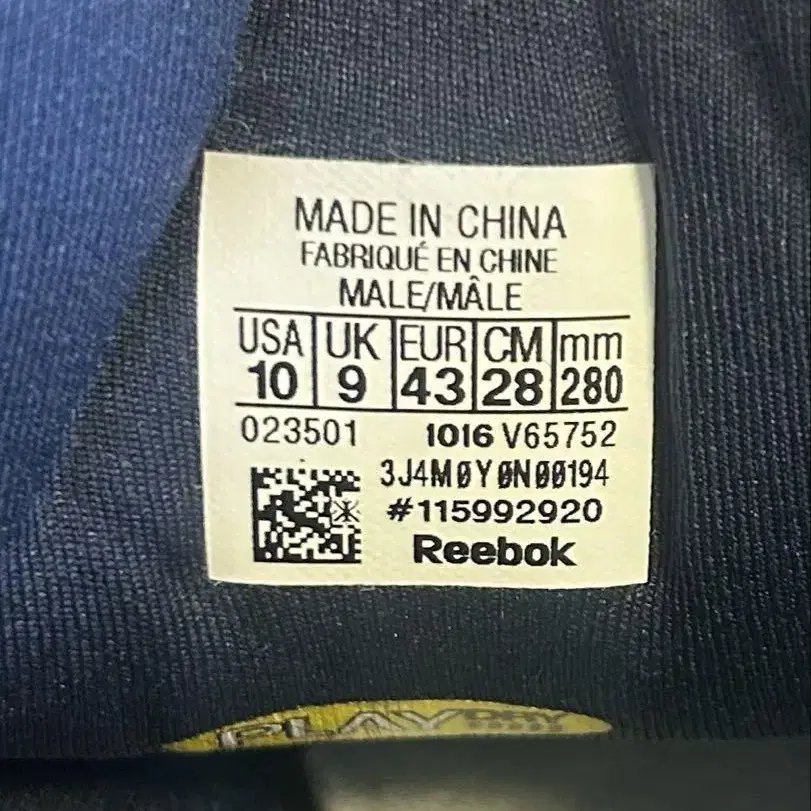 MADE IN CHINA
FABRIQUÉ EN CHINE
MALE/MÂLE
USA UK EUR CM mm
10 9 43 28 280
023501 1016 V65752
3J4M0Y0N00194
#115992920
Reebok
PLAYDRY